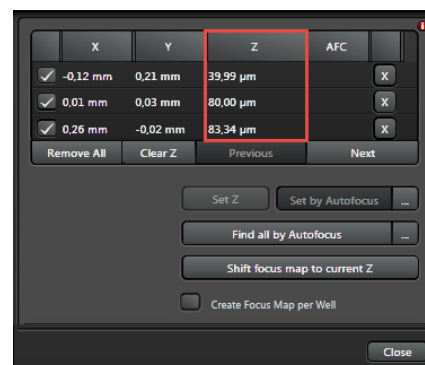 X Y Z AFC
-0,12 mm 0,21 mm 39,99 µm X
0,01 mm 0,03 mm 80,00 µm X
0,26 mm -0,02 mm 83,34 µm X
Remove All Clear Z Previous Next
Set Z Set by Autofocus ...
Find all by Autofocus ...
Shift focus map to current Z
Create Focus Map per Well
Close